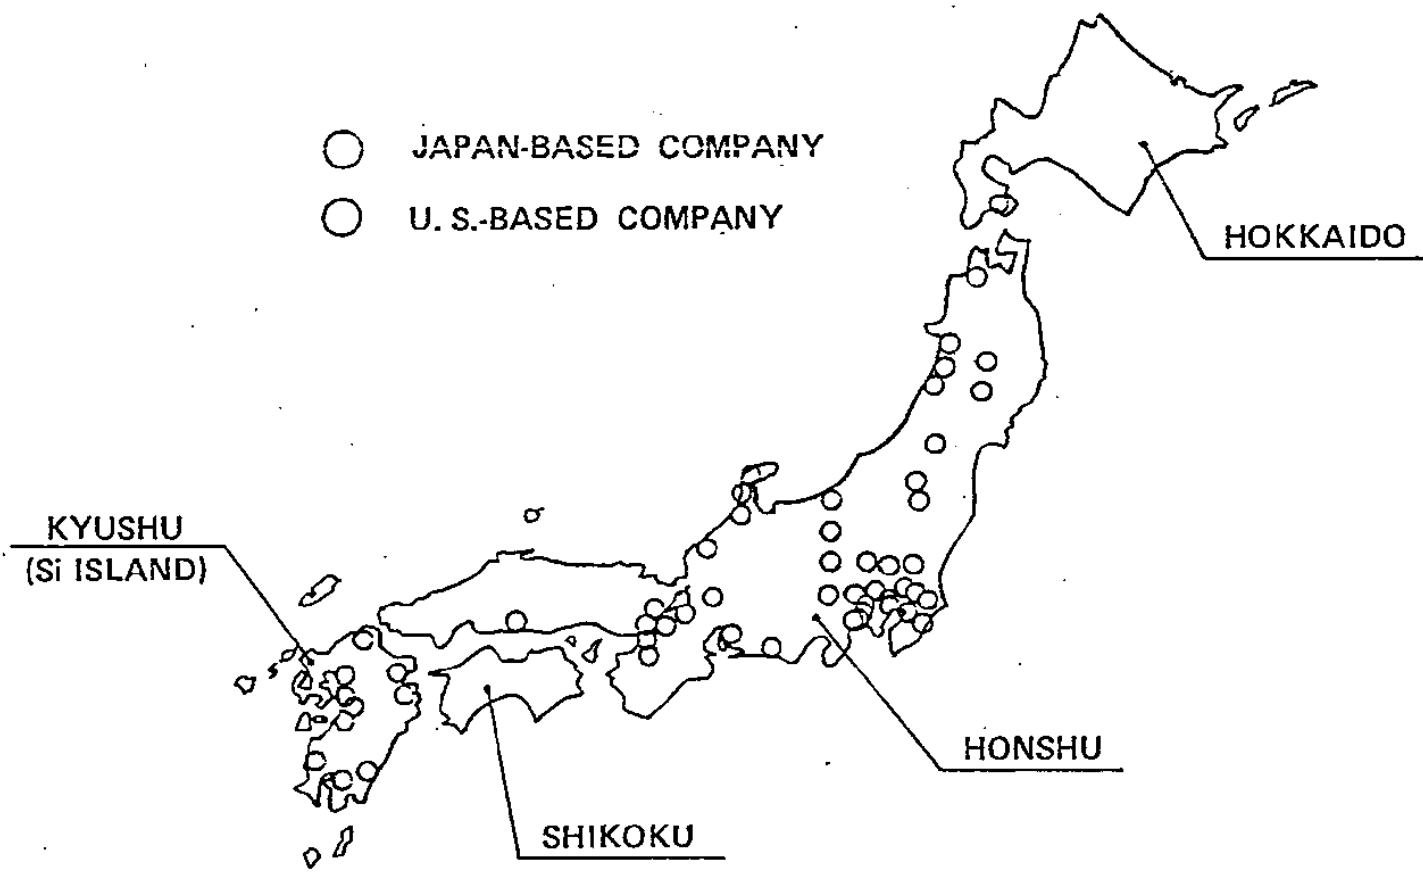 JAPAN-BASED COMPANY
U. S.-BASED COMPANY
HOKKAIDO
KYUSHU
(Si ISLAND)
HONSHU
SHIKOKU